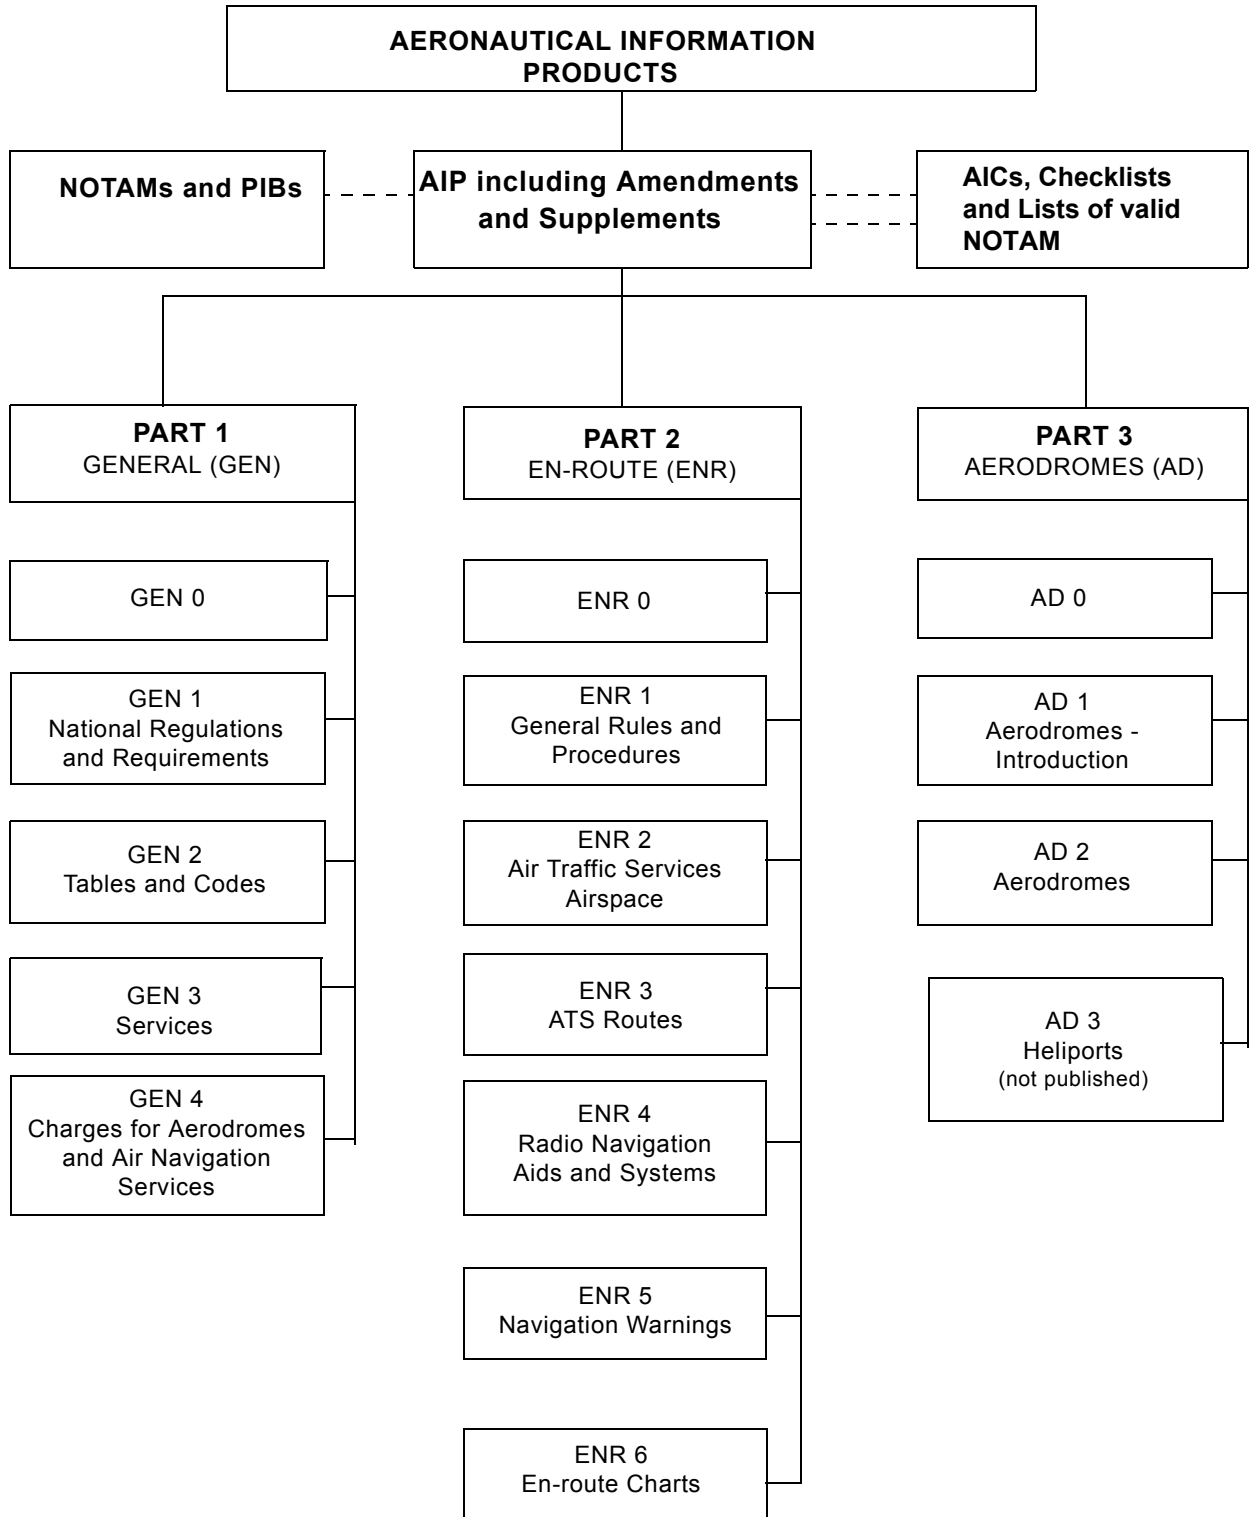 AERONAUTICAL INFORMATION
PRODUCTS
NOTAMs and PIBs
AIP including Amendments
and Supplements
AICs, Checklists
and Lists of valid
NOTAM
PART 1
GENERAL (GEN)
GEN 0
GEN 1
National Regulations
and Requirements
GEN 2
Tables and Codes
GEN 3
Services
GEN 4
Charges for Aerodromes
and Air Navigation
Services
PART 2
EN-ROUTE (ENR)
ENR 0
ENR 1
General Rules and
Procedures
ENR 2
Air Traffic Services
Airspace
ENR 3
ATS Routes
ENR 4
Radio Navigation
Aids and Systems
ENR 5
Navigation Warnings
ENR 6
En-route Charts
PART 3
AERODROMES (AD)
AD 0
AD 1
Aerodromes -
Introduction
AD 2
Aerodromes
AD 3
Heliports
(not published)